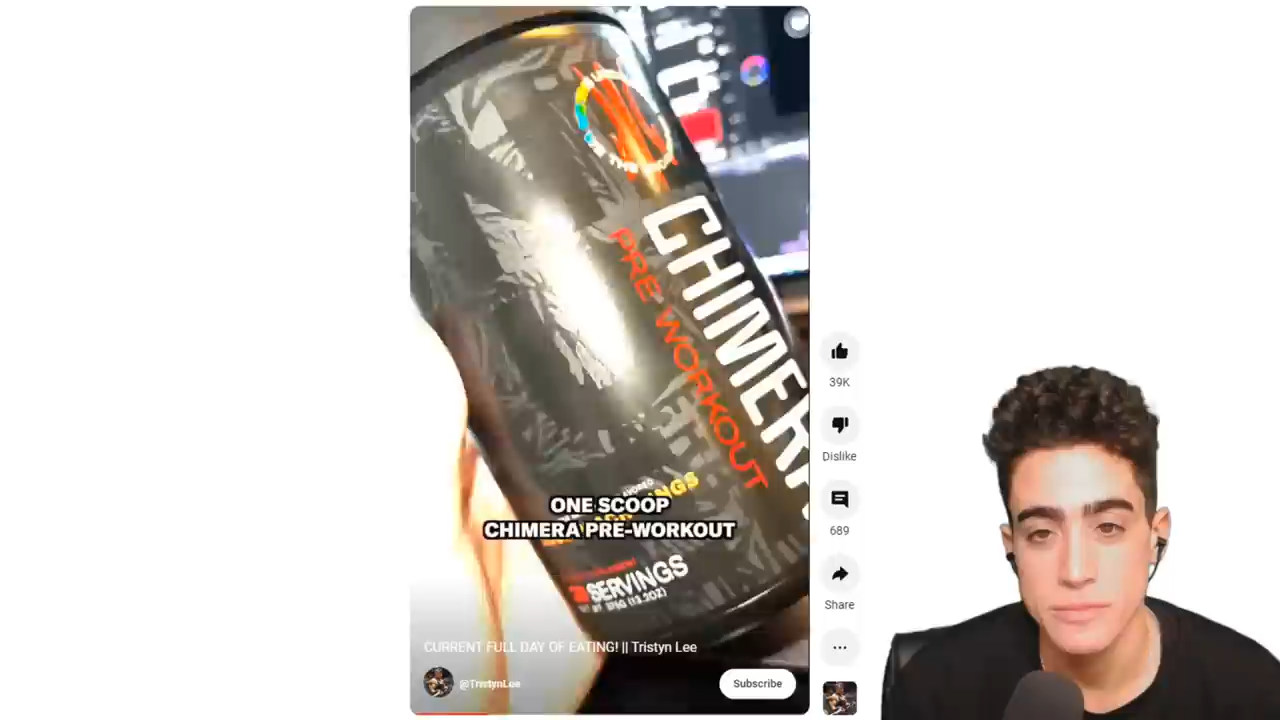 CHIMERA
PRE-WORKOUT
ONE SCOOP
CHIMERA PRE-WORKOUT
SERVINGS
CURRENT FULL DAY OF EATING! || Tristyn Lee
@TristynLee
Subscribe
39K
Dislike
689
Share